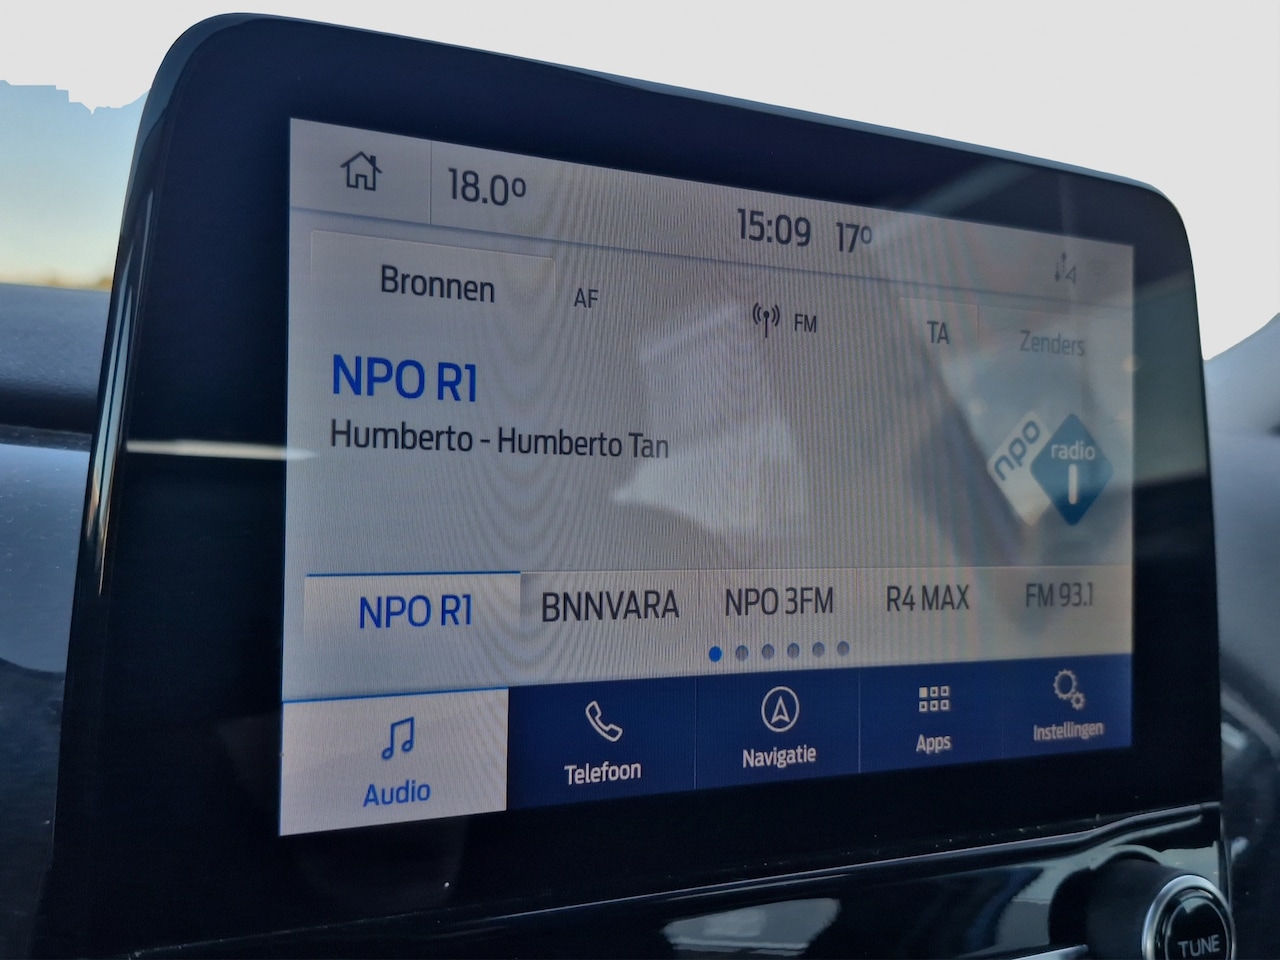 18.0°
15:09 17°
Bronnen
AF
FM
TA
Zenders
NPO R1
Humberto - Humberto Tan
npo
radio
1
NPO R1
BNNVARA
NPO 3FM
R4 MAX
FM 93.1
Audio
Telefoon
Navigatie
Apps
Instellingen
TUNE